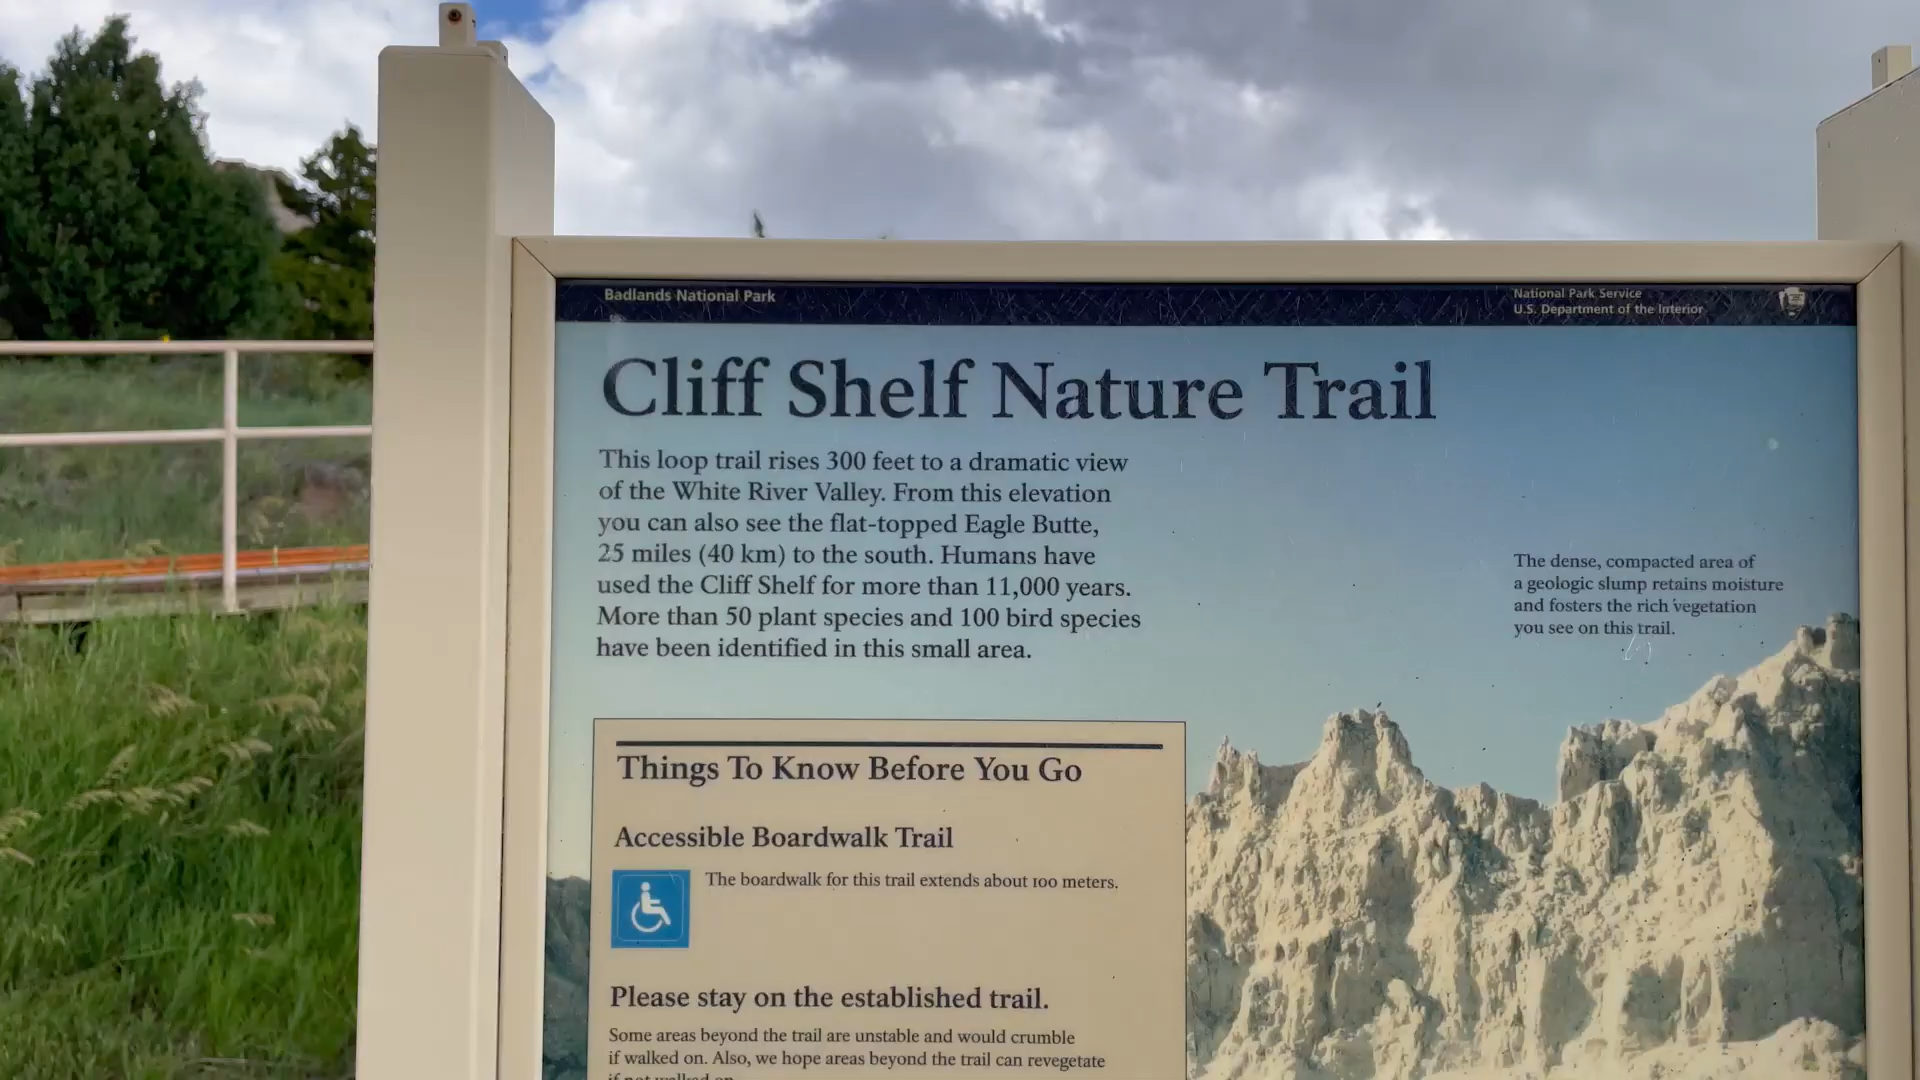 Badlands National Park
National Park Service
U.S. Department of the Interior
Cliff Shelf Nature Trail
This loop trail rises 300 feet to a dramatic view
of the White River Valley. From this elevation
you can also see the flat-topped Eagle Butte,
25 miles (40 km) to the south. Humans have
used the Cliff Shelf for more than 11,000 years.
More than 50 plant species and 100 bird species
have been identified in this small area.
The dense, compacted area of
a geologic slump retains moisture
and fosters the rich vegetation
you see on this trail.
Things To Know Before You Go
Accessible Boardwalk Trail
The boardwalk for this trail extends about 100 meters.
Please stay on the established trail.
Some areas beyond the trail are unstable and would crumble
if walked on. Also, we hope areas beyond the trail can revegetate
if not walked on.